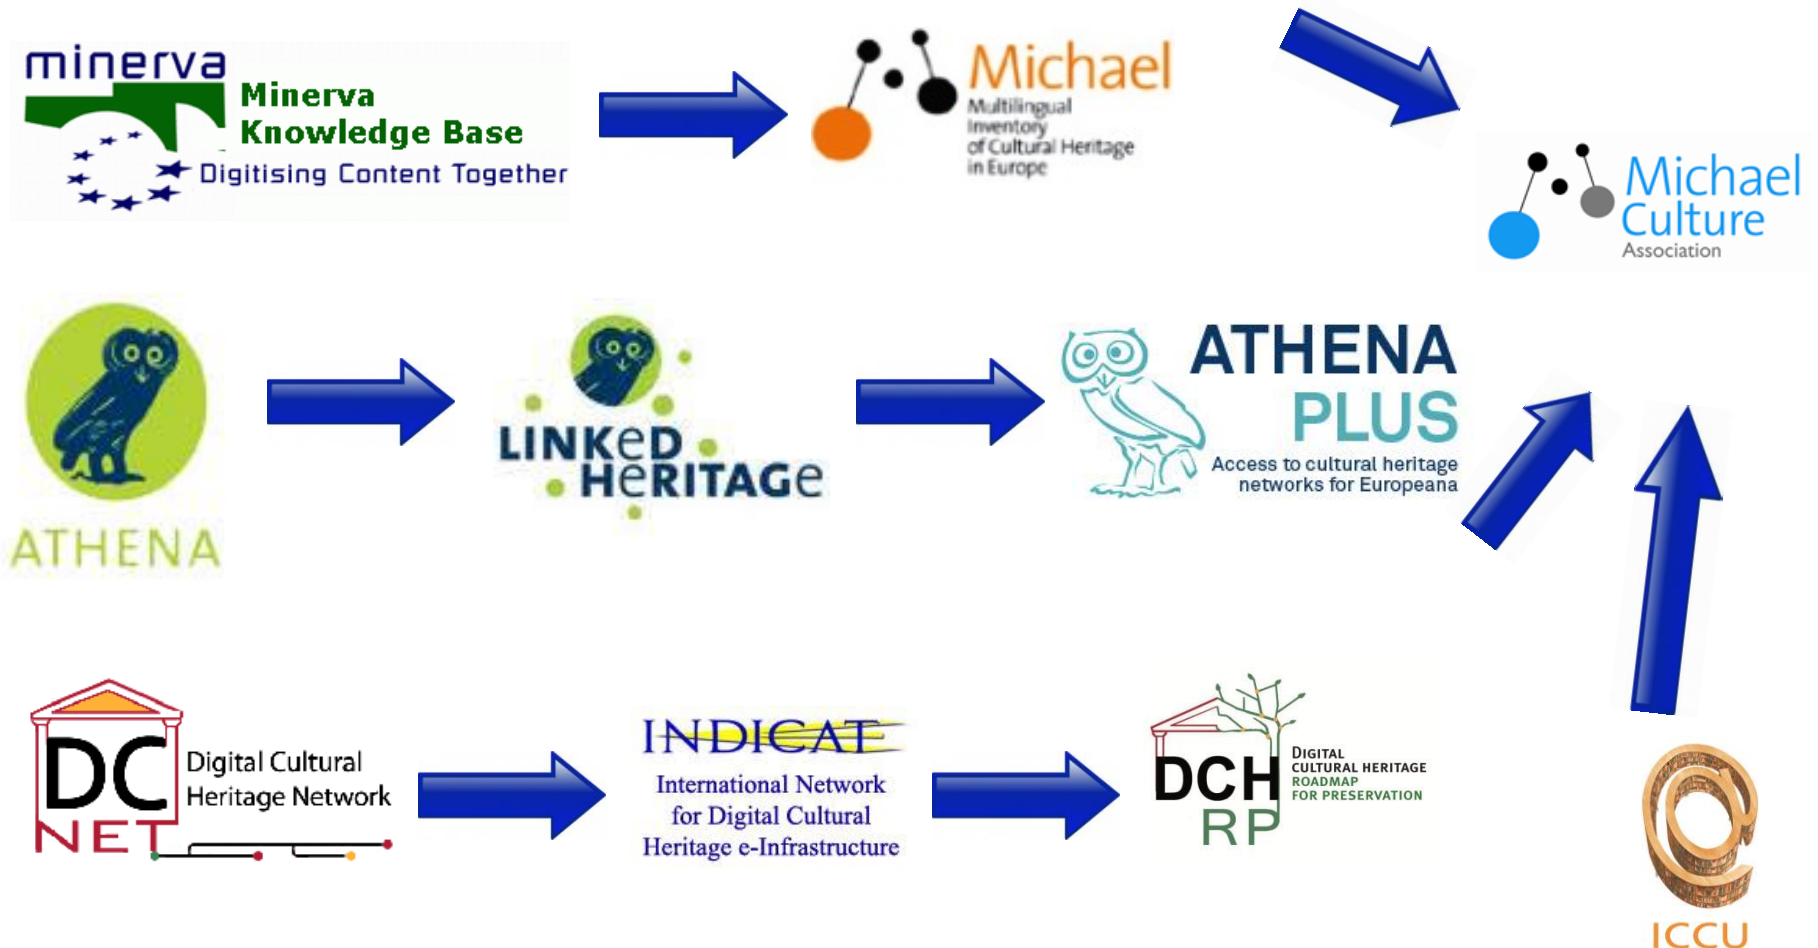 minerva
Minerva
Knowledge Base
Digitising Content Together
Michael
Multilingual
Inventory
of Cultural Heritage
in Europe
Michael
Culture
Association
ATHENA
LINKeD
HeRITAGe
ATHENA
PLUS
Access to cultural heritage
networks for Europeana
DC
NET
Digital Cultural
Heritage Network
INDICATE
International Network
for Digital Cultural
Heritage e-Infrastructure
DCH
RP
DIGITAL
CULTURAL HERITAGE
ROADMAP
FOR PRESERVATION
ICCU